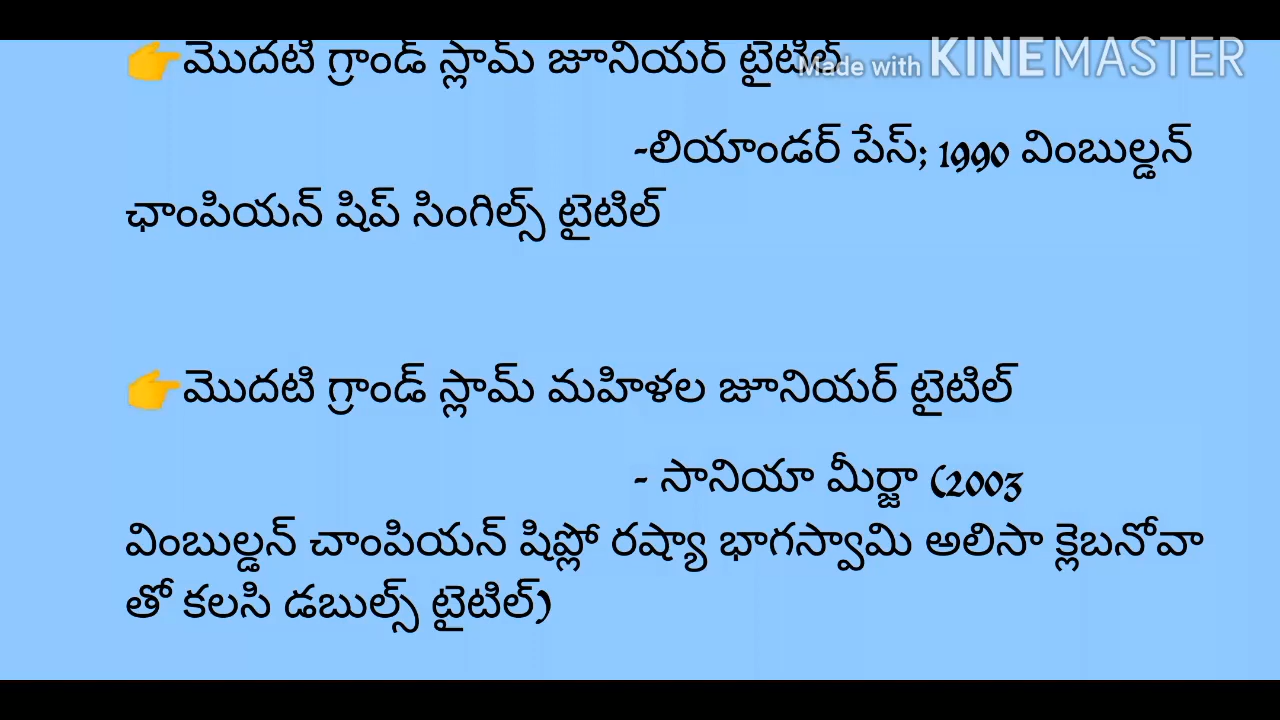 👉మొదటి గ్రాండ్ స్లామ్ జూనియర్ టైటిల్
Made with KINEMASTER
-లియాండర్ పేస్; 1990 వింబుల్డన్
ఛాంపియన్ షిప్ సింగిల్స్ టైటిల్
👉మొదటి గ్రాండ్ స్లామ్ మహిళల జూనియర్ టైటిల్
- సానియా మీర్జా (2003
వింబుల్డన్ చాంపియన్ షిప్లో రష్యా భాగస్వామి అలిసా క్లెబనోవా
తో కలసి డబుల్స్ టైటిల్)